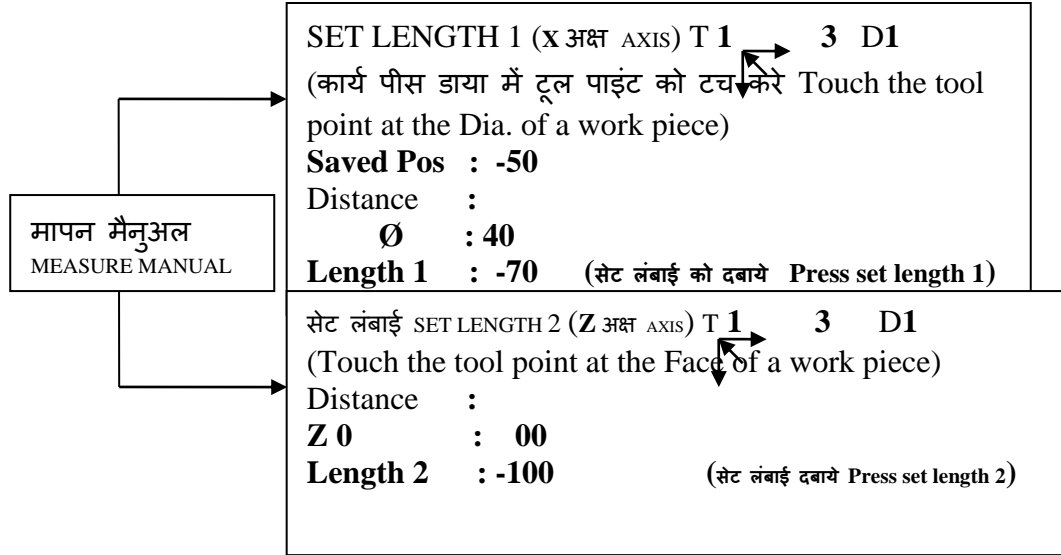 SET LENGTH 1 (X अक्ष AXIS) T 1 3 D1
(कार्य पीस डाया में टूल पाइंट को टच केरे Touch the tool
point at the Dia. of a work piece)
Saved Pos : -50
Distance :
Ø : 40
Length 1 : -70 (सेट लंबाई को दबाये Press set length 1)
मापन मैनुअल
MEASURE MANUAL
सेट लंबाई SET LENGTH 2 (Z अक्ष AXIS) T 1 3 D1
(Touch the tool point at the Face of a work piece)
Distance :
Z 0 : 00
Length 2 : -100 (सेट लंबाई दबाये Press set length 2)